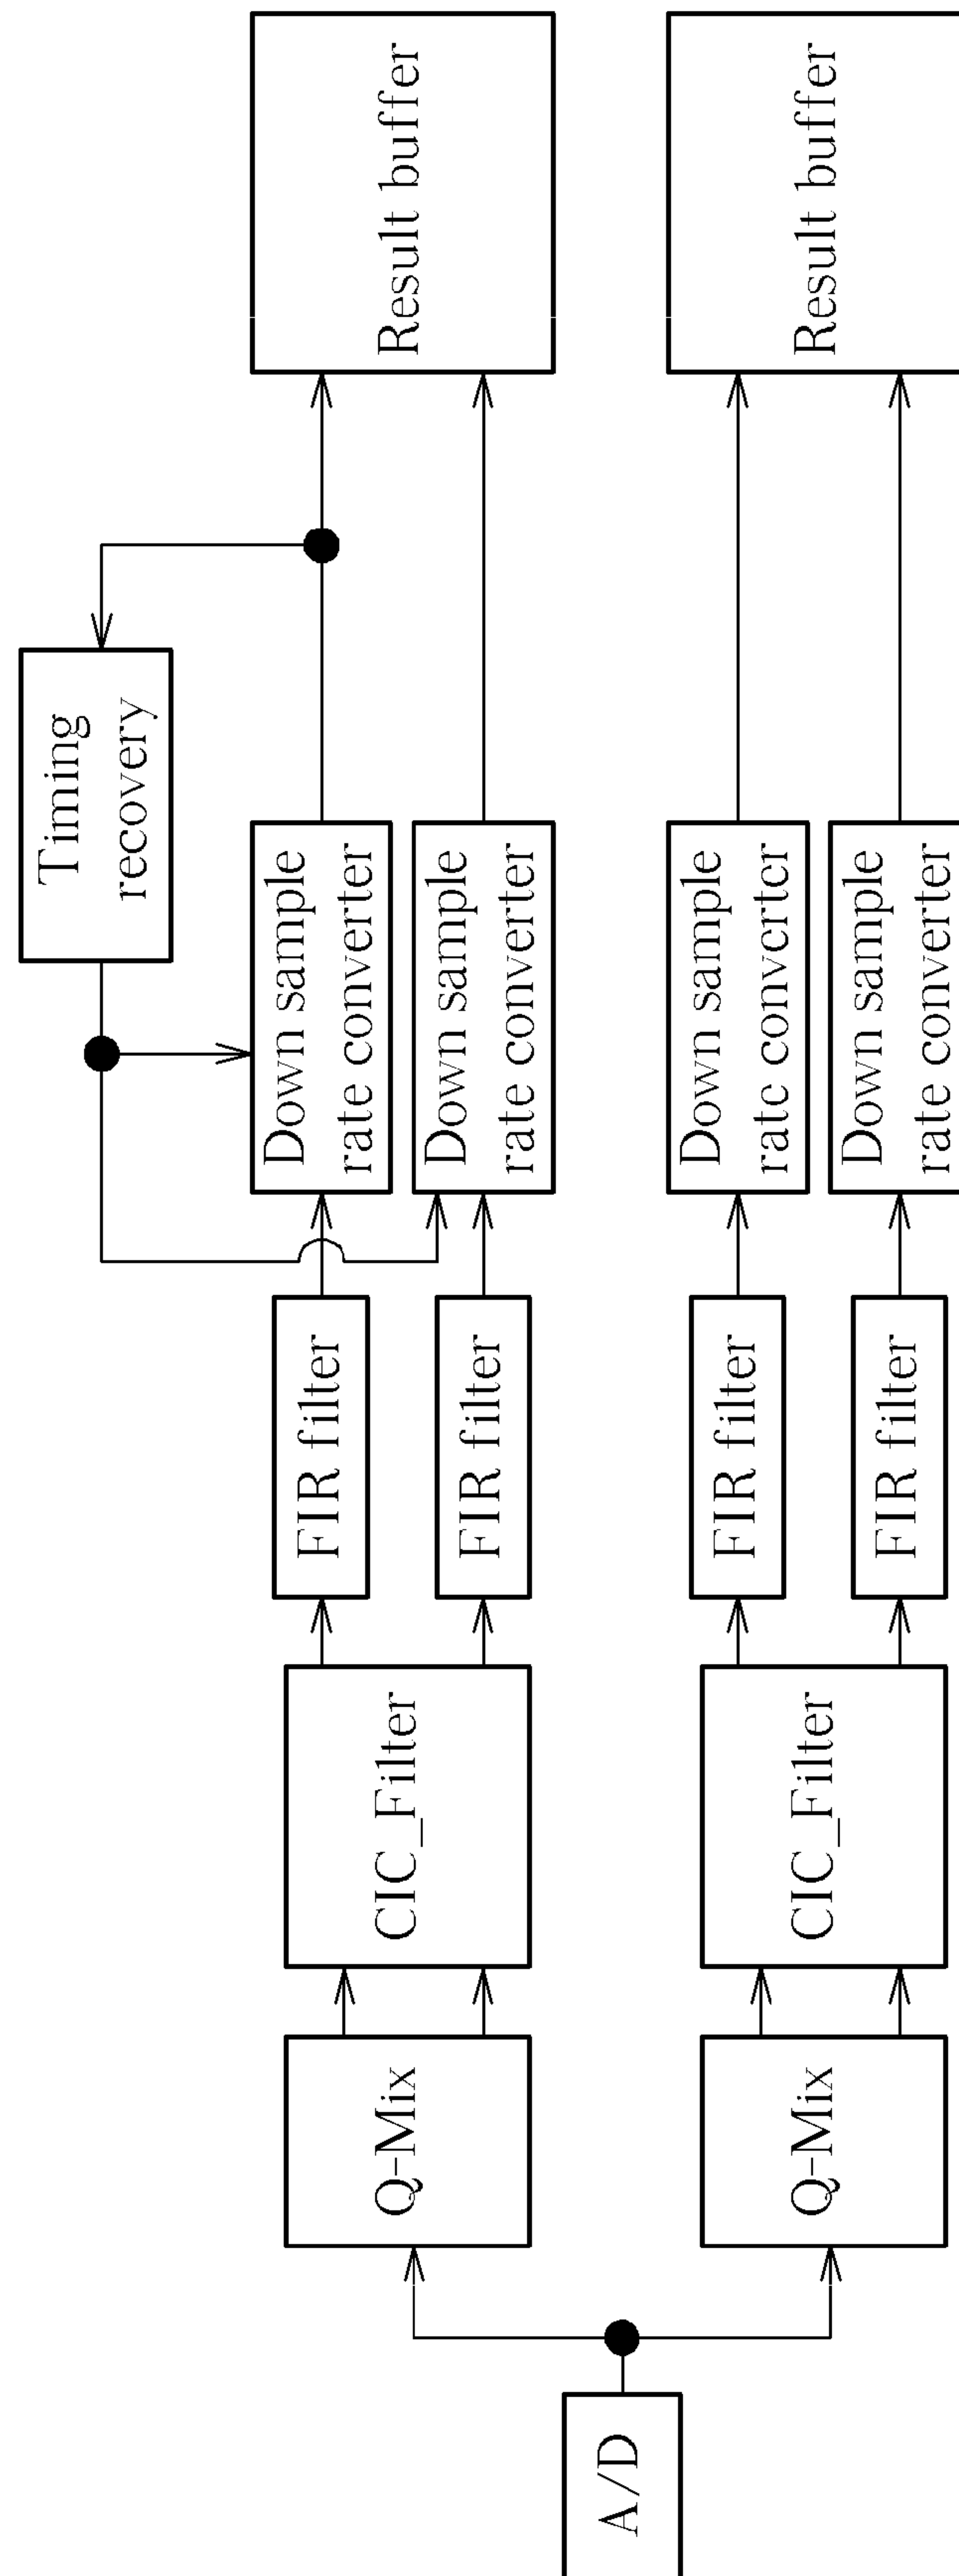 Timing
recovery
A/D
Q-Mix
CIC_Filter
FIR filter
FIR filter
Down sample
rate converter
Down sample
rate converter
Result buffer
Q-Mix
CIC_Filter
FIR filter
FIR filter
Down sample
rate converter
Down sample
rate converter
Result buffer